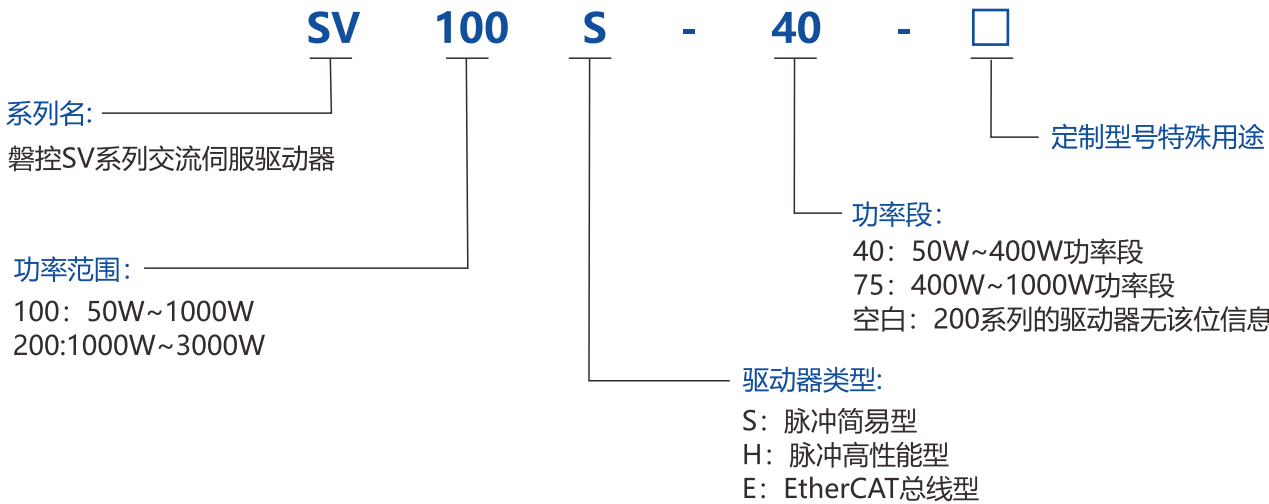 SV 100 S - 40 - □
系列名:
磐控SV系列交流伺服驱动器
定制型号特殊用途
功率段：
40：50W~400W功率段
75：400W~1000W功率段
空白：200系列的驱动器无该位信息
功率范围：
100：50W~1000W
200:1000W~3000W
驱动器类型:
S：脉冲简易型
H：脉冲高性能型
E：EtherCAT总线型